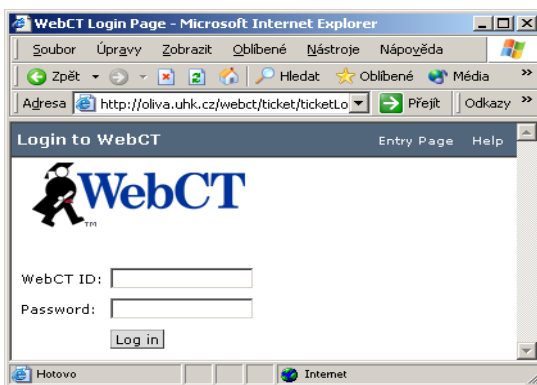 WebCT Login Page - Microsoft Internet Explorer
Soubor Úpravy Zobrazit Oblíbené Nástroje Nápověda
Zpět Hledat Oblíbené Média »
Adresa http://oliva.uhk.cz/webct/ticket/ticketLo Přejít Odkazy »
Login to WebCT Entry Page Help
WebCT
TM
WebCT ID:
Password:
Log in
Hotovo Internet